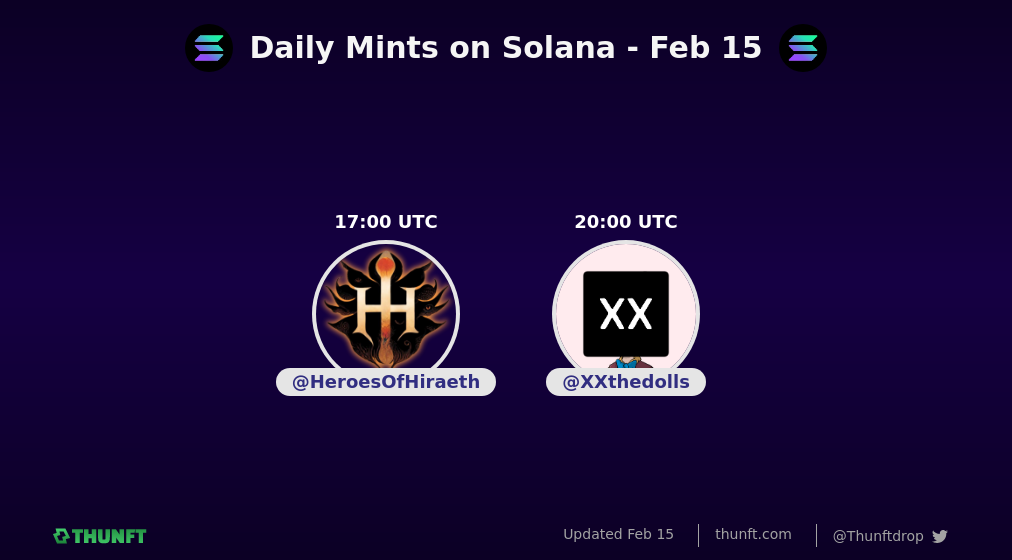 Daily Mints on Solana - Feb 15
17:00 UTC
20:00 UTC
H
XX
@HeroesOfHiraeth
@XXthedolls
THUNFT
Updated Feb 15
thunft.com
@Thunftdrop